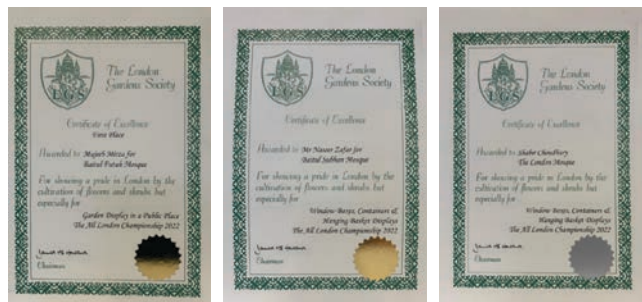 The London
Gardens Society
LGS
Certificate of Excellence
First Place
Awarded to Mujeeb Mirza for
Baitul Futuh Mosque
For showing a pride in London by the
cultivation of flowers and shrubs but
especially for
Garden Display in a Public Place
The All London Championship 2022
Chairman
The London
Gardens Society
LGS
Certificate of Excellence
Awarded to Mr Naseer Zafar for
Baitul Subhan Mosque
For showing a pride in London by the
cultivation of flowers and shrubs but
especially for
Window Boxes, Containers &
Hanging Basket Displays
The All London Championship 2022
Chairman
The London
Gardens Society
LGS
Certificate of Excellence
Awarded to Shabir Choudhury
The London Mosque
For showing a pride in London by the
cultivation of flowers and shrubs but
especially for
Window Boxes, Containers &
Hanging Basket Displays
The All London Championship 2022
Chairman